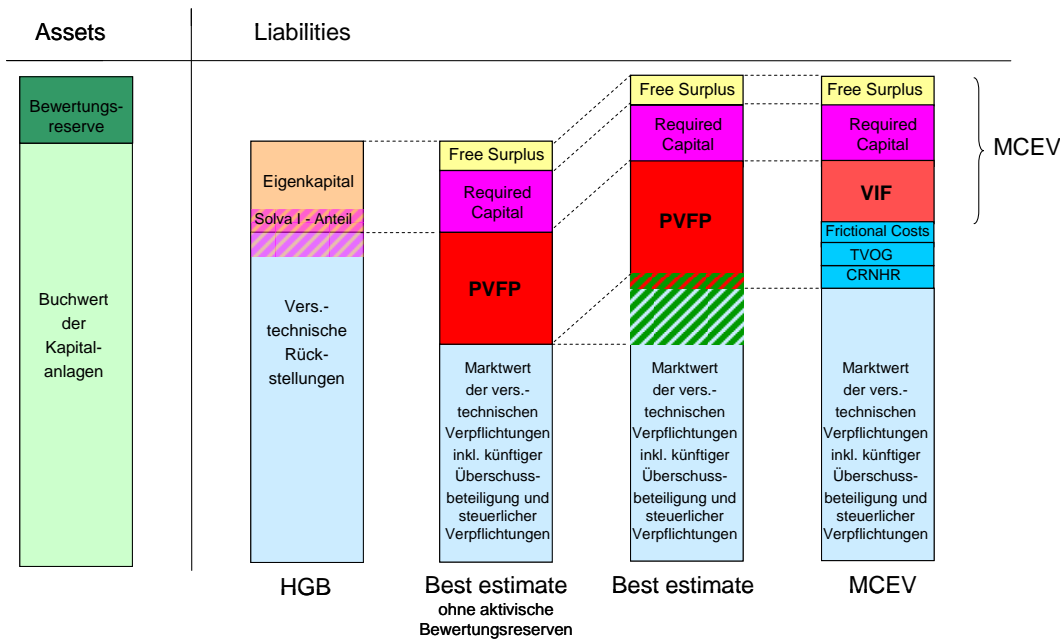 Assets
Liabilities
Bewertungs-
reserve
Buchwert
der
Kapital-
anlagen
Eigenkapital
Solva I - Anteil
Vers.-
technische
Rück-
stellungen
HGB
Free Surplus
Required
Capital
PVFP
Marktwert
der vers.-
technischen
Verpflichtungen
inkl. künftiger
Überschuss-
beteiligung und
steuerlicher
Verpflichtungen
Best estimate
ohne aktivische
Bewertungsreserven
Free Surplus
Required
Capital
PVFP
Marktwert
der vers.-
technischen
Verpflichtungen
inkl. künftiger
Überschuss-
beteiligung und
steuerlicher
Verpflichtungen
Best estimate
Free Surplus
Required
Capital
VIF
Frictional Costs
TVOG
CRNHR
Marktwert
der vers.-
technischen
Verpflichtungen
inkl. künftiger
Überschuss-
beteiligung und
steuerlicher
Verpflichtungen
MCEV
MCEV